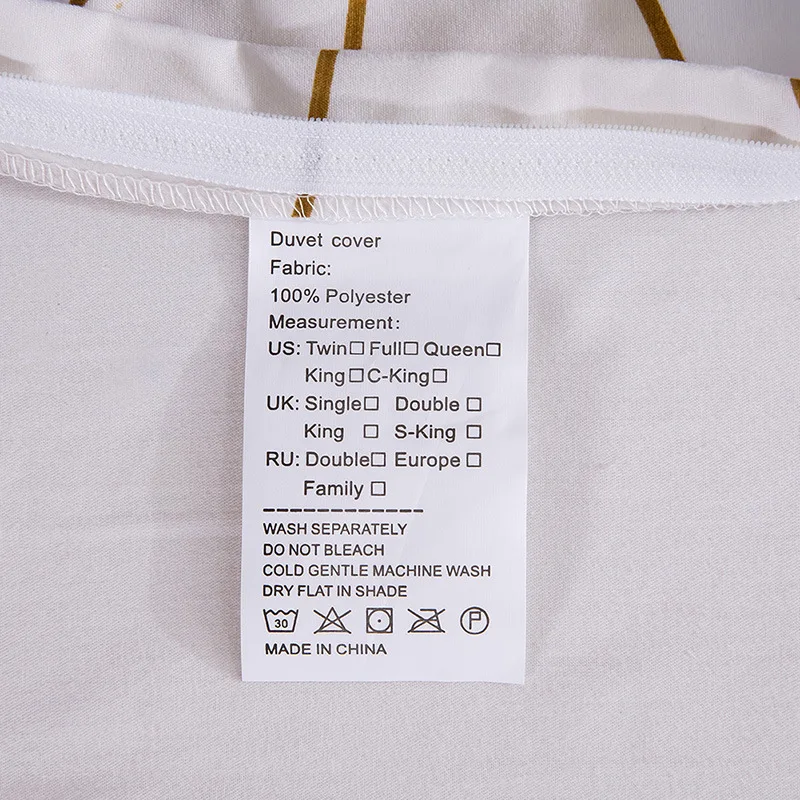 Duvet cover
Fabric:
100% Polyester
Measurement:
US: Twin☐ Full☐ Queen☐
King☐ C-King☐
UK: Single☐ Double ☐
King ☐ S-King ☐
RU: Double☐ Europe ☐
Family ☐
WASH SEPARATELY
DO NOT BLEACH
COLD GENTLE MACHINE WASH
DRY FLAT IN SHADE
30 P
MADE IN CHINA